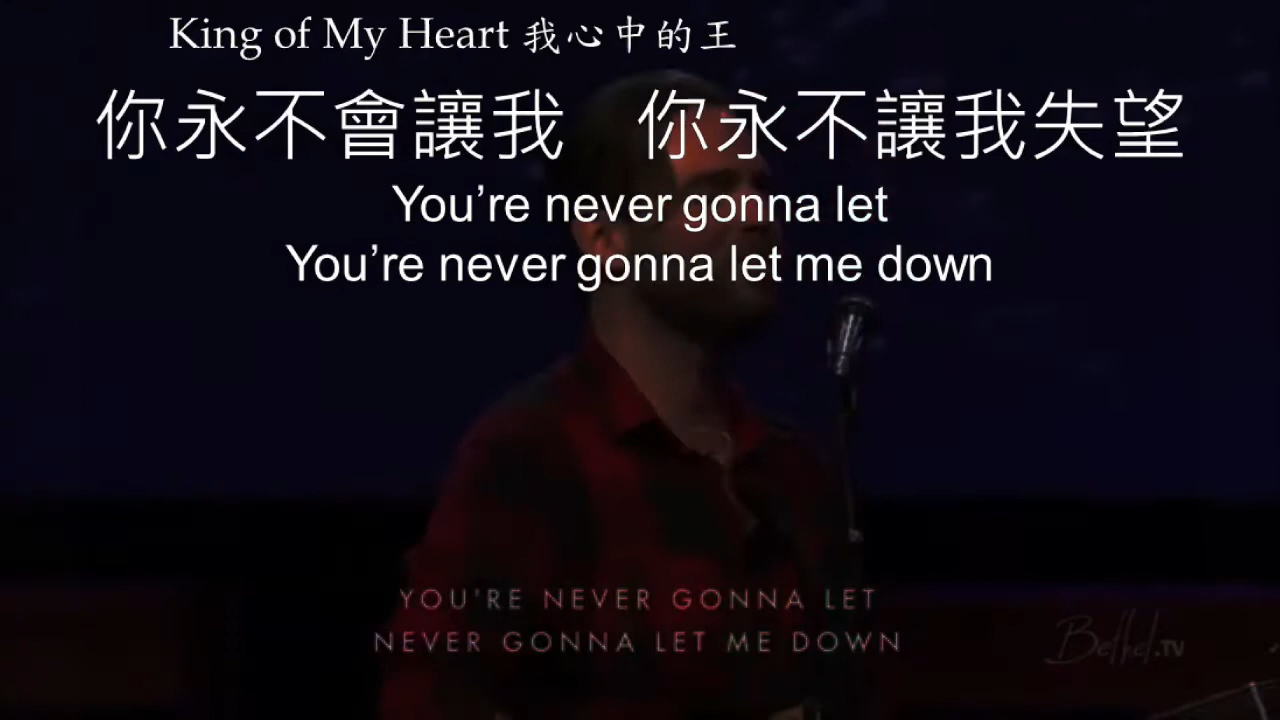 King of My Heart 我心中的王
你永不會讓我 你永不讓我失望
You’re never gonna let
You’re never gonna let me down
YOU'RE NEVER GONNA LET
NEVER GONNA LET ME DOWN
Bethel.TV